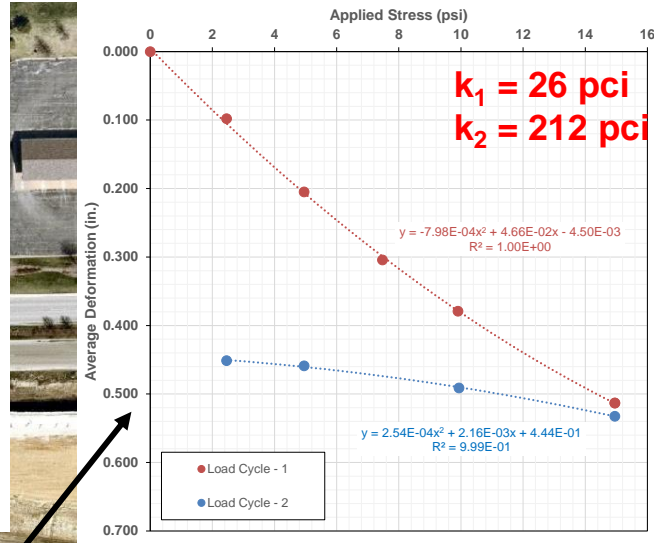 Applied Stress (psi)
0 2 4 6 8 10 12 14 16
0.000
0.100
0.200
0.300
0.400
0.500
0.600
0.700
Average Deformation (in.)
k₁ = 26 pci
k₂ = 212 pci
y = -7.98E-04x² + 4.66E-02x - 4.50E-03
R² = 1.00E+00
y = 2.54E-04x² + 2.16E-03x + 4.44E-01
R² = 9.99E-01
Load Cycle - 1
Load Cycle - 2